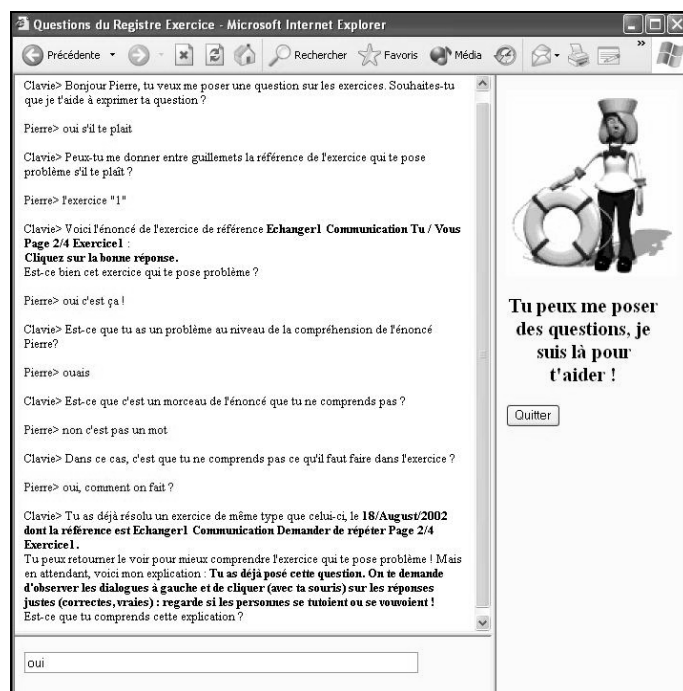 Questions du Registre Exercice - Microsoft Internet Explorer
Précédente
Rechercher
Favoris
Média
»
Clavie> Bonjour Pierre, tu veux me poser une question sur les exercices. Souhaites-tu
que je t'aide à exprimer ta question ?
Pierre> oui s'il te plait
Clavie> Peux-tu me donner entre guillemets la référence de l'exercice qui te pose
problème s'il te plaît ?
Pierre> l'exercice "1"
Clavie> Voici l'énoncé de l'exercice de référence Echanger1 Communication Tu / Vous
Page 2/4 Exercice1 :
Cliquez sur la bonne réponse.
Est-ce bien cet exercice qui te pose problème ?
Pierre> oui c'est ça !
Clavie> Est-ce que tu as un problème au niveau de la compréhension de l'énoncé
Pierre?
Pierre> ouais
Clavie> Est-ce que c'est un morceau de l'énoncé que tu ne comprends pas ?
Pierre> non c'est pas un mot
Clavie> Dans ce cas, c'est que tu ne comprends pas ce qu'il faut faire dans l'exercice ?
Pierre> oui, comment on fait ?
Clavie> Tu as déjà résolu un exercice de même type que celui-ci, le 18/August/2002
dont la référence est Echanger1 Communication Demander de répéter Page 2/4
Exercice1.
Tu peux retourner le voir pour mieux comprendre l'exercice qui te pose problème ! Mais
en attendant, voici mon explication : Tu as déjà posé cette question. On te demande
d'observer les dialogues à gauche et de cliquer (avec ta souris) sur les réponses
justes (correctes,vraies) : regarde si les personnes se tutoient ou se vouvoient !
Est-ce que tu comprends cette explication ?
oui
Tu peux me poser
des questions, je
suis là pour
t'aider !
Quitter